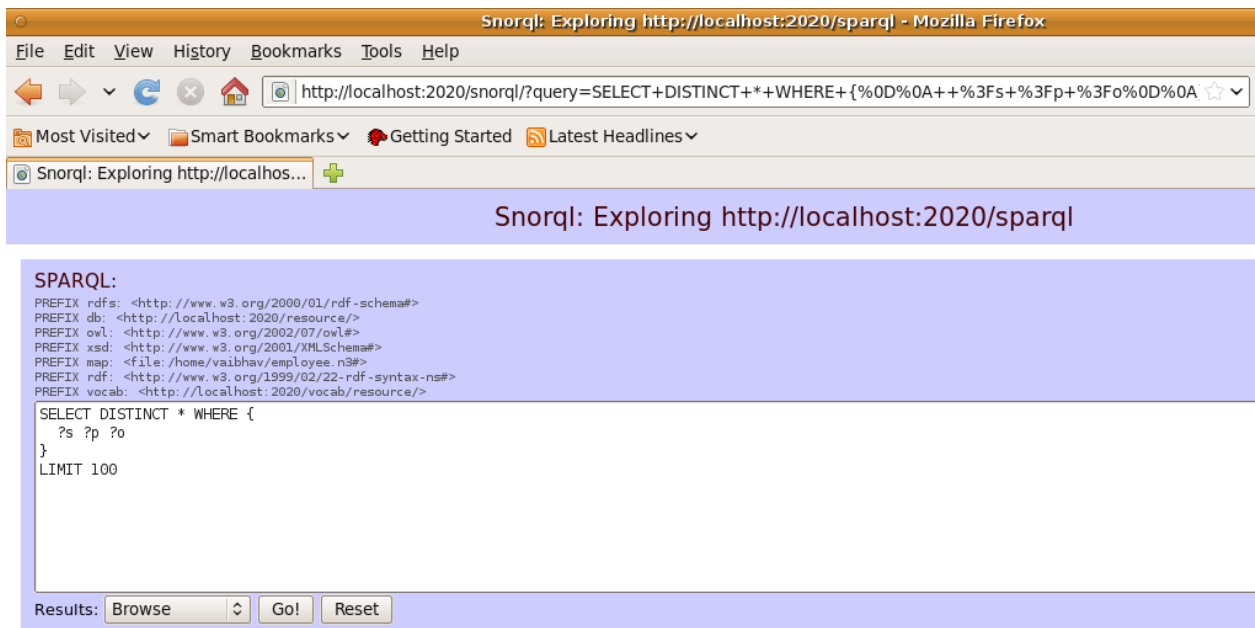 Snorql: Exploring http://localhost:2020/sparql - Mozilla Firefox
File Edit View History Bookmarks Tools Help
http://localhost:2020/snorql/?query=SELECT+DISTINCT+*+WHERE+{%0D%0A++%3Fs+%3Fp+%3Fo%0D%0A
Most Visited Smart Bookmarks Getting Started Latest Headlines
Snorql: Exploring http://localhos...
Snorql: Exploring http://localhost:2020/sparql
SPARQL:
PREFIX rdfs: <http://www.w3.org/2000/01/rdf-schema#>
PREFIX db: <http://localhost:2020/resource/>
PREFIX owl: <http://www.w3.org/2002/07/owl#>
PREFIX xsd: <http://www.w3.org/2001/XMLSchema#>
PREFIX map: <file:/home/vaibhav/employee.n3#>
PREFIX rdf: <http://www.w3.org/1999/02/22-rdf-syntax-ns#>
PREFIX vocab: <http://localhost:2020/vocab/resource/>
SELECT DISTINCT * WHERE {
?s ?p ?o
}
LIMIT 100
Results: Browse Go! Reset